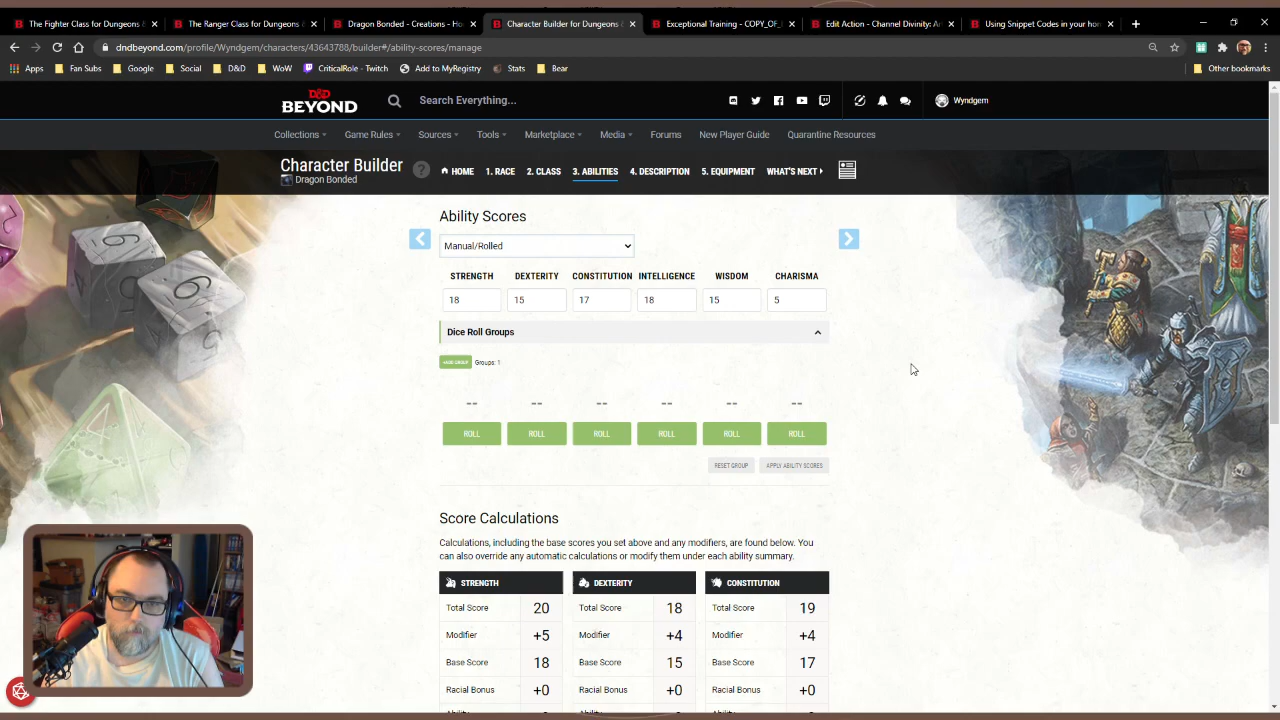 The Fighter Class for Dungeons &
The Ranger Class for Dungeons &
Dragon Bonded - Creations - Ho
Character Builder for Dungeons &
Exceptional Training - COPY_OF_
Edit Action - Channel Divinity: Ar
Using Snippet Codes in your hon
dndbeyond.com/profile/Wyndgem/characters/43643788/builder#/ability-scores/manage
Apps Fan Subs Google Social D&D WoW CriticalRole - Twitch Add to MyRegistry Stats Bear Other bookmarks
D&D
BEYOND
Search Everything...
Wyndgem
Collections Game Rules Sources Tools Marketplace Media Forums New Player Guide Quarantine Resources
Character Builder
?
Dragon Bonded
HOME 1. RACE 2. CLASS 3. ABILITIES 4. DESCRIPTION 5. EQUIPMENT WHAT'S NEXT
Ability Scores
Manual/Rolled
STRENGTH DEXTERITY CONSTITUTION INTELLIGENCE WISDOM CHARISMA
18 15 17 18 15 5
Dice Roll Groups
+ADD GROUP Groups: 1
-- -- -- -- -- --
ROLL ROLL ROLL ROLL ROLL ROLL
RESET GROUP APPLY ABILITY SCORES
Score Calculations
Calculations, including the base scores you set above and any modifiers, are found below. You
can also override any automatic calculations or modify them under each ability summary.
STRENGTH DEXTERITY CONSTITUTION
Total Score 20 Total Score 18 Total Score 19
Modifier +5 Modifier +4 Modifier +4
Base Score 18 Base Score 15 Base Score 17
Racial Bonus +0 Racial Bonus +0 Racial Bonus +0